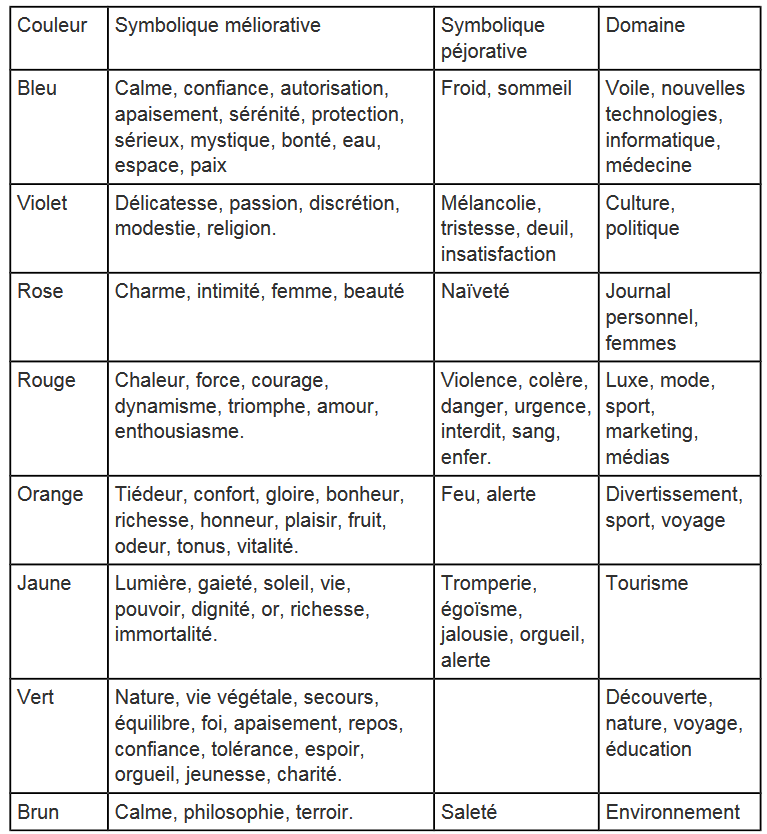 Couleur
Symbolique méliorative
Symbolique
péjorative
Domaine
Bleu
Calme, confiance, autorisation,
apaisement, sérénité, protection,
sérieux, mystique, bonté, eau,
espace, paix
Froid, sommeil
Voile, nouvelles
technologies,
informatique,
médecine
Violet
Délicatesse, passion, discrétion,
modestie, religion.
Mélancolie,
tristesse, deuil,
insatisfaction
Culture,
politique
Rose
Charme, intimité, femme, beauté
Naïveté
Journal
personnel,
femmes
Rouge
Chaleur, force, courage,
dynamisme, triomphe, amour,
enthousiasme.
Violence, colère,
danger, urgence,
interdit, sang,
enfer.
Luxe, mode,
sport,
marketing,
médias
Orange
Tiédeur, confort, gloire, bonheur,
richesse, honneur, plaisir, fruit,
odeur, tonus, vitalité.
Feu, alerte
Divertissement,
sport, voyage
Jaune
Lumière, gaieté, soleil, vie,
pouvoir, dignité, or, richesse,
immortalité.
Tromperie,
égoïsme,
jalousie, orgueil,
alerte
Tourisme
Vert
Nature, vie végétale, secours,
équilibre, foi, apaisement, repos,
confiance, tolérance, espoir,
orgueil, jeunesse, charité.
Découverte,
nature, voyage,
éducation
Brun
Calme, philosophie, terroir.
Saleté
Environnement